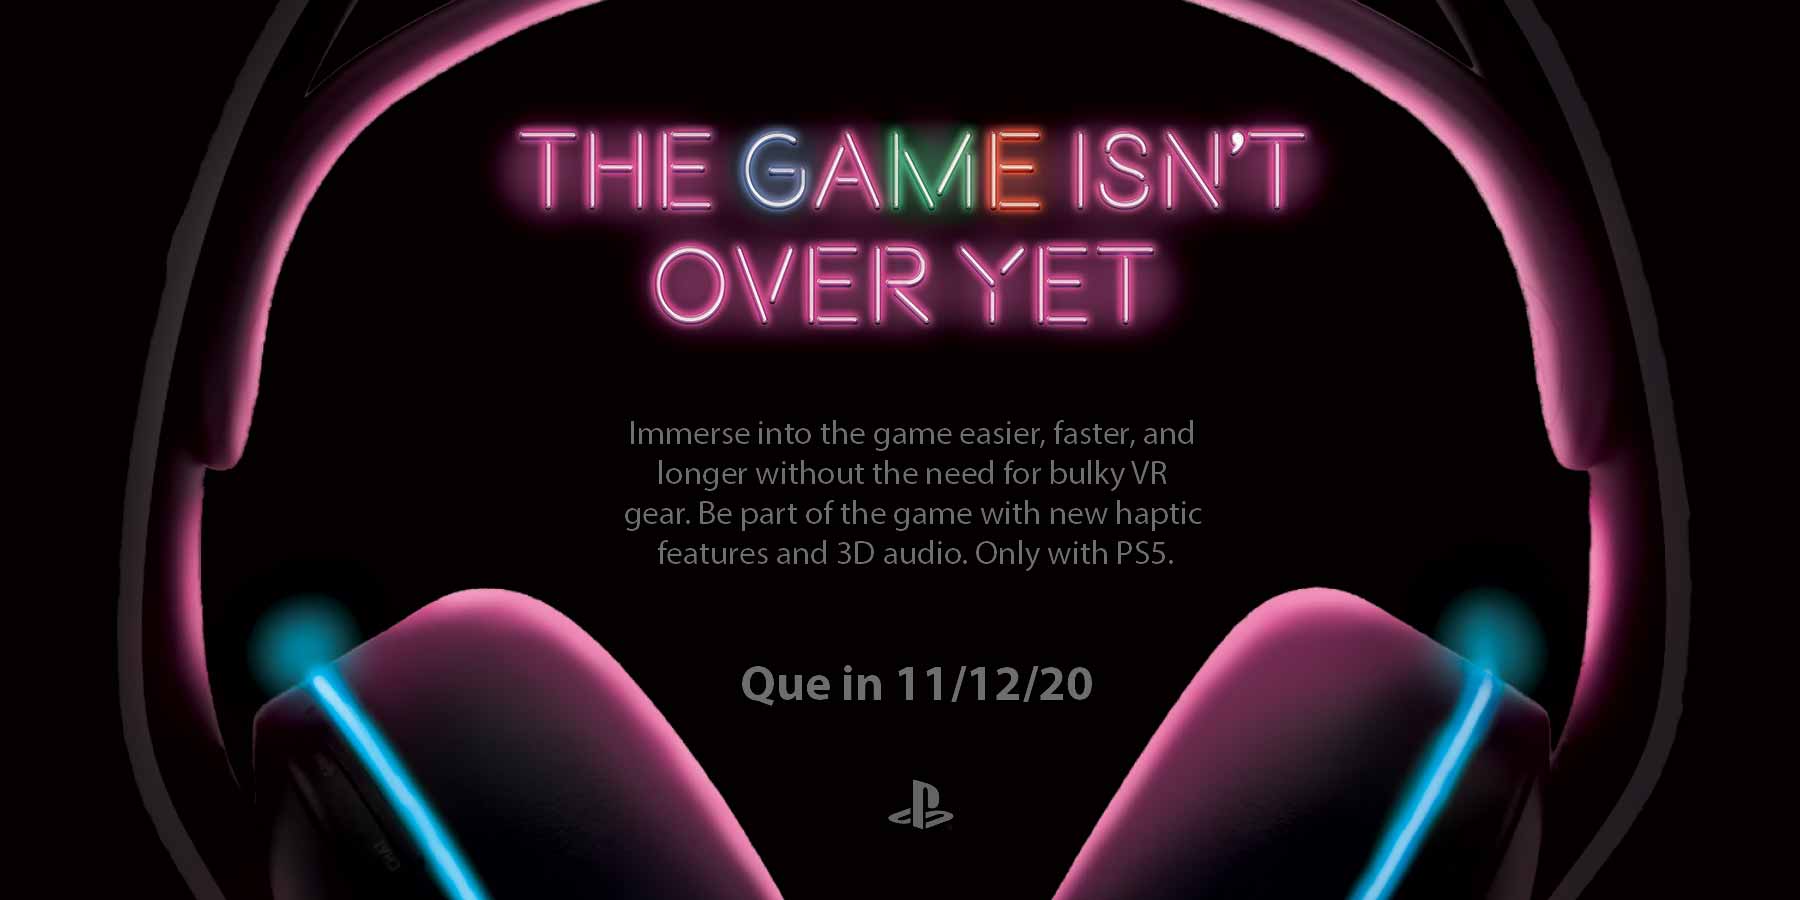 THE GAME ISN'T
OVER YET
Immerse into the game easier, faster, and
longer without the need for bulky VR
gear. Be part of the game with new haptic
features and 3D audio. Only with PS5.
Que in 11/12/20
CHAT